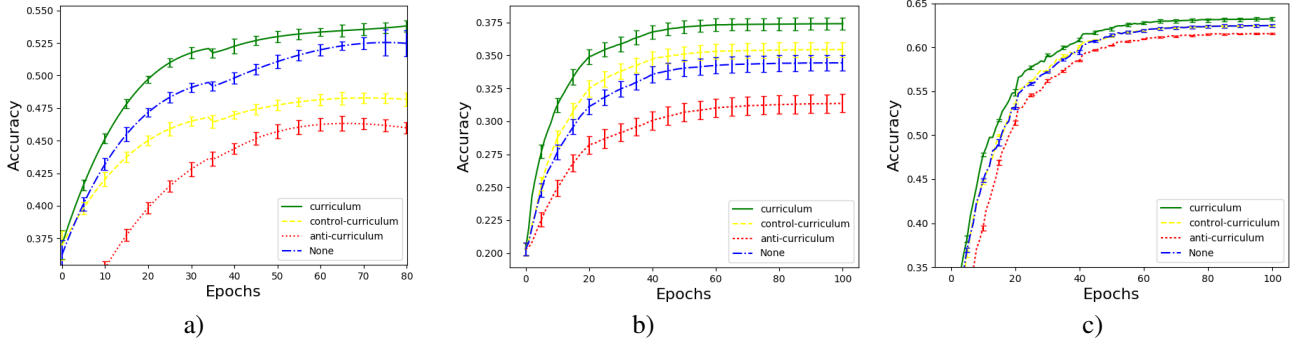 0.550
0.525
0.500
0.475
0.450
0.425
0.400
0.375
Accuracy
curriculum
control-curriculum
anti-curriculum
None
0 10 20 30 40 50 60 70 80
Epochs
a)
0.375
0.350
0.325
0.300
0.275
0.250
0.225
0.200
Accuracy
curriculum
control-curriculum
anti-curriculum
None
0 20 40 60 80 100
Epochs
b)
0.65
0.60
0.55
0.50
0.45
0.40
0.35
Accuracy
curriculum
control-curriculum
anti-curriculum
None
0 20 40 60 80 100
Epochs
c)